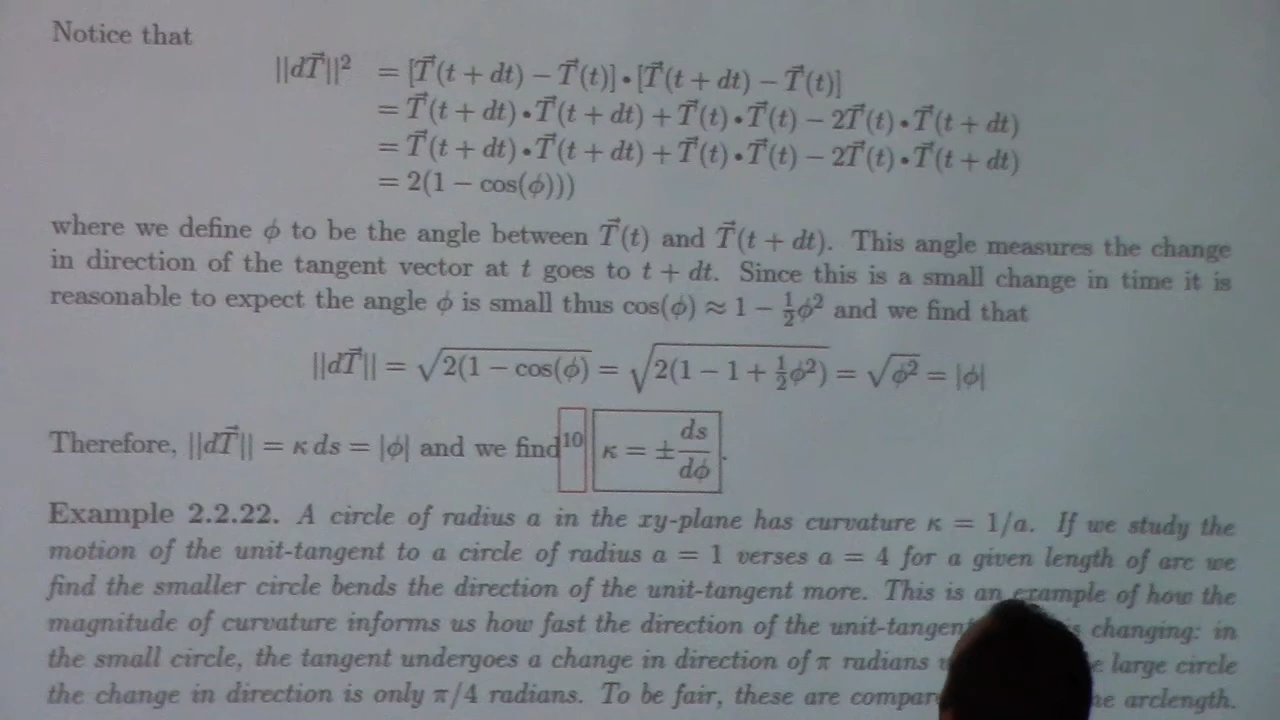 Notice that
||dT⃗||² = [T⃗(t + dt) − T⃗(t)] • [T⃗(t + dt) − T⃗(t)]
= T⃗(t + dt) • T⃗(t + dt) + T⃗(t) • T⃗(t) − 2T⃗(t) • T⃗(t + dt)
= T⃗(t + dt) • T⃗(t + dt) + T⃗(t) • T⃗(t) − 2T⃗(t) • T⃗(t + dt)
= 2(1 − cos(ϕ)))
where we define ϕ to be the angle between T⃗(t) and T⃗(t + dt). This angle measures the change
in direction of the tangent vector at t goes to t + dt. Since this is a small change in time it is
reasonable to expect the angle ϕ is small thus cos(ϕ) ≈ 1 − ½ϕ² and we find that
||dT⃗|| = √2(1 − cos(ϕ) = √2(1 − 1 + ½ϕ²) = √ϕ² = |ϕ|
Therefore, ||dT⃗|| = κ ds = |ϕ| and we find¹⁰ κ = ± ds/dϕ.
Example 2.2.22. A circle of radius a in the xy-plane has curvature κ = 1/a. If we study the
motion of the unit-tangent to a circle of radius a = 1 verses a = 4 for a given length of arc we
find the smaller circle bends the direction of the unit-tangent more. This is an example of how the
magnitude of curvature informs us how fast the direction of the unit-tangent changing: in
the small circle, the tangent undergoes a change in direction of π radians large circle
the change in direction is only π/4 radians. To be fair, these are arclength.